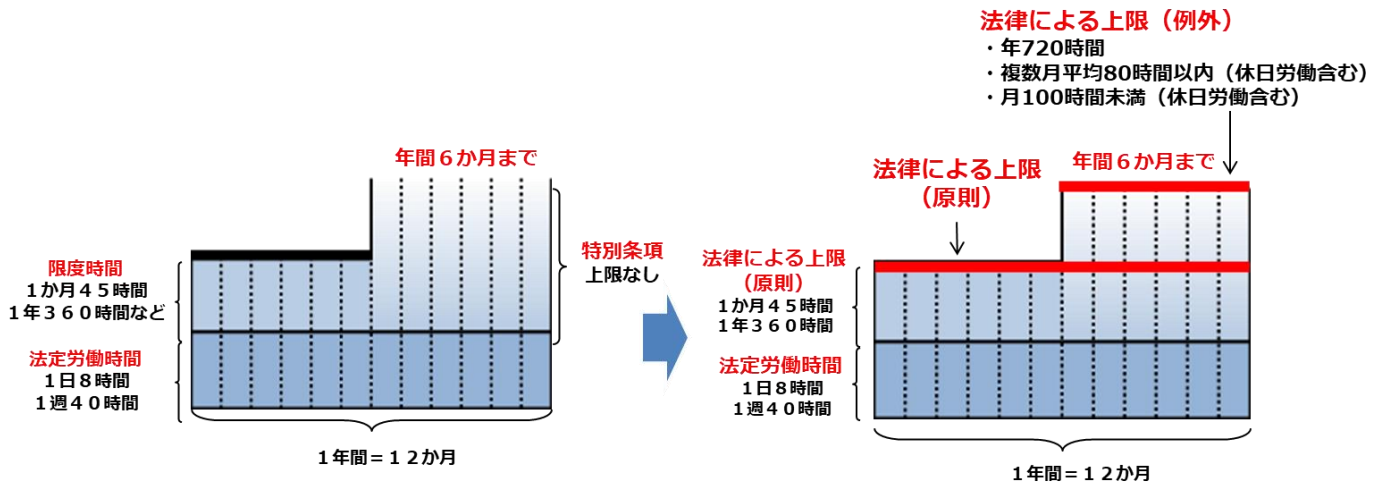 年間６か月まで
限度時間
１か月４５時間
１年３６０時間など
法定労働時間
１日８時間
１週４０時間
特別条項
上限なし
１年間＝１２か月
法律による上限（例外）
・年720時間
・複数月平均80時間以内（休日労働含む）
・月100時間未満（休日労働含む）
法律による上限
（原則）
年間６か月まで
法律による上限
（原則）
１か月４５時間
１年３６０時間
法定労働時間
１日８時間
１週４０時間
１年間＝１２か月